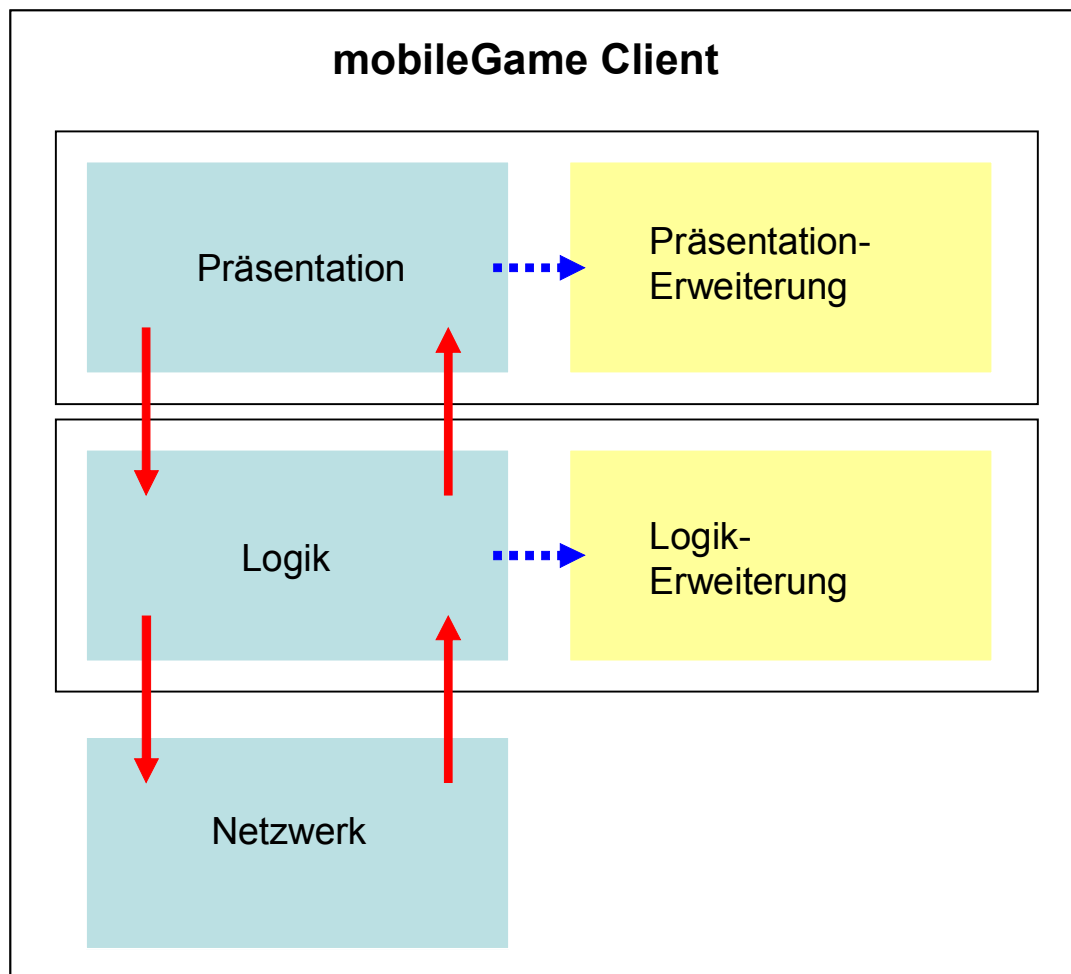 mobileGame Client
Präsentation
Präsentation-
Erweiterung
Logik
Logik-
Erweiterung
Netzwerk